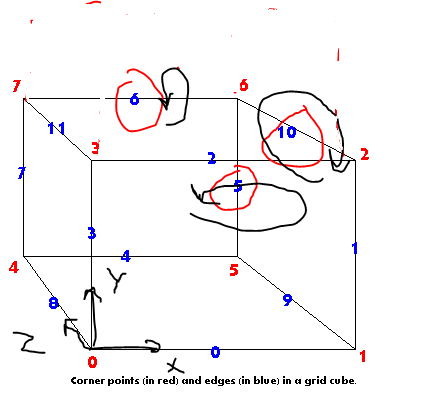 7 6 6
11 10
3 2 2
7 5
3 4 1
4 5
8 Y 9
Z
0 X 0 1
Corner points (in red) and edges (in blue) in a grid cube.